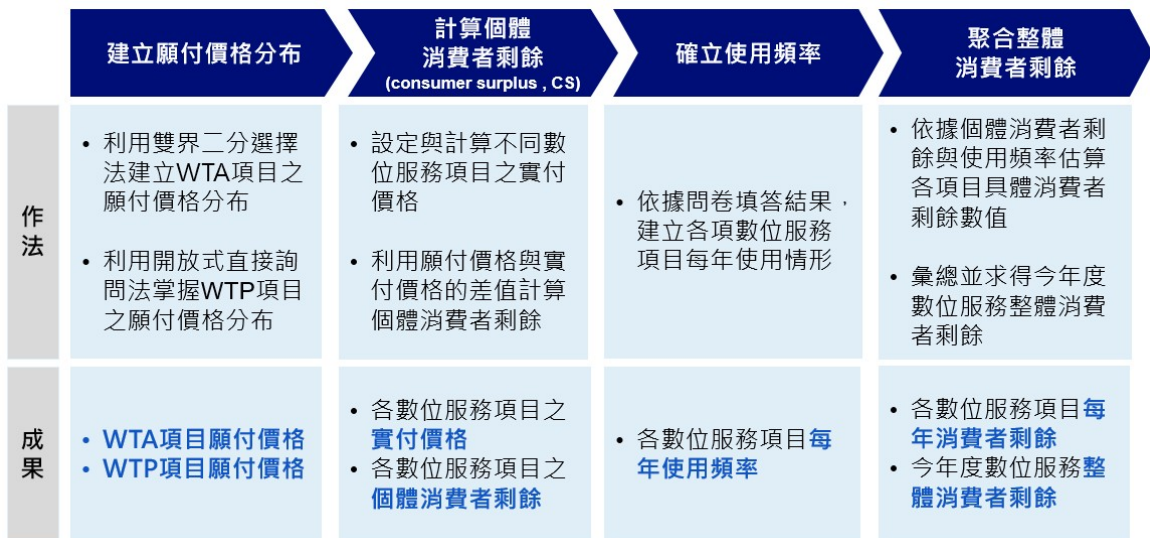 建立願付價格分布
計算個體
消費者剩餘
(consumer surplus , CS)
確立使用頻率
聚合整體
消費者剩餘
作
法
• 利用雙界二分選擇
法建立WTA項目之
願付價格分布
• 利用開放式直接詢
問法掌握WTP項目
之願付價格分布
• 設定與計算不同數
位服務項目之實付
價格
• 利用願付價格與實
付價格的差值計算
個體消費者剩餘
• 依據問卷填答結果，
建立各項數位服務
項目每年使用情形
• 依據個體消費者剩
餘與使用頻率估算
各項目具體消費者
剩餘數值
• 彙總並求得今年度
數位服務整體消費
者剩餘
成
果
• WTA項目願付價格
• WTP項目願付價格
• 各數位服務項目之
實付價格
• 各數位服務項目之
個體消費者剩餘
• 各數位服務項目每
年使用頻率
• 各數位服務項目每
年消費者剩餘
• 今年度數位服務整
體消費者剩餘